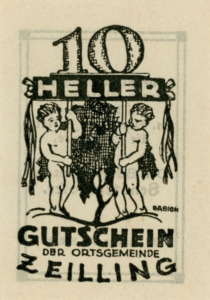 10
HELLER
BABION
GUTSCHEIN
DER ORTSGEMEINDE
ZEILLING